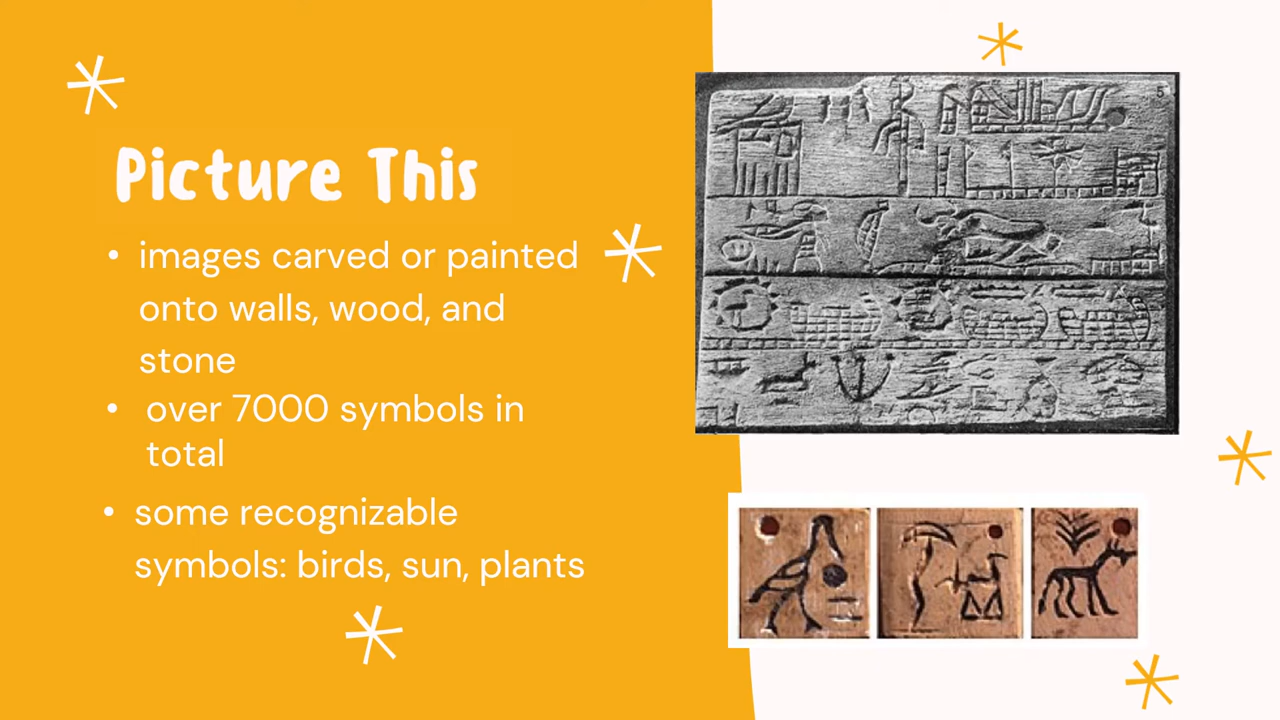 Picture This
• images carved or painted
onto walls, wood, and
stone
• over 7000 symbols in
total
• some recognizable
symbols: birds, sun, plants
5